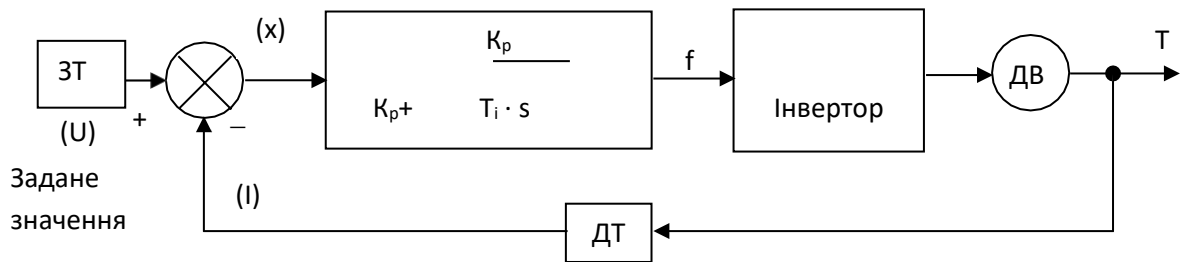 (x)
Kp
ЗТ
f
T
ДВ
Kp+ Ti · s
Інвертор
+
−
(U)
Задане
значення
(I)
ДТ